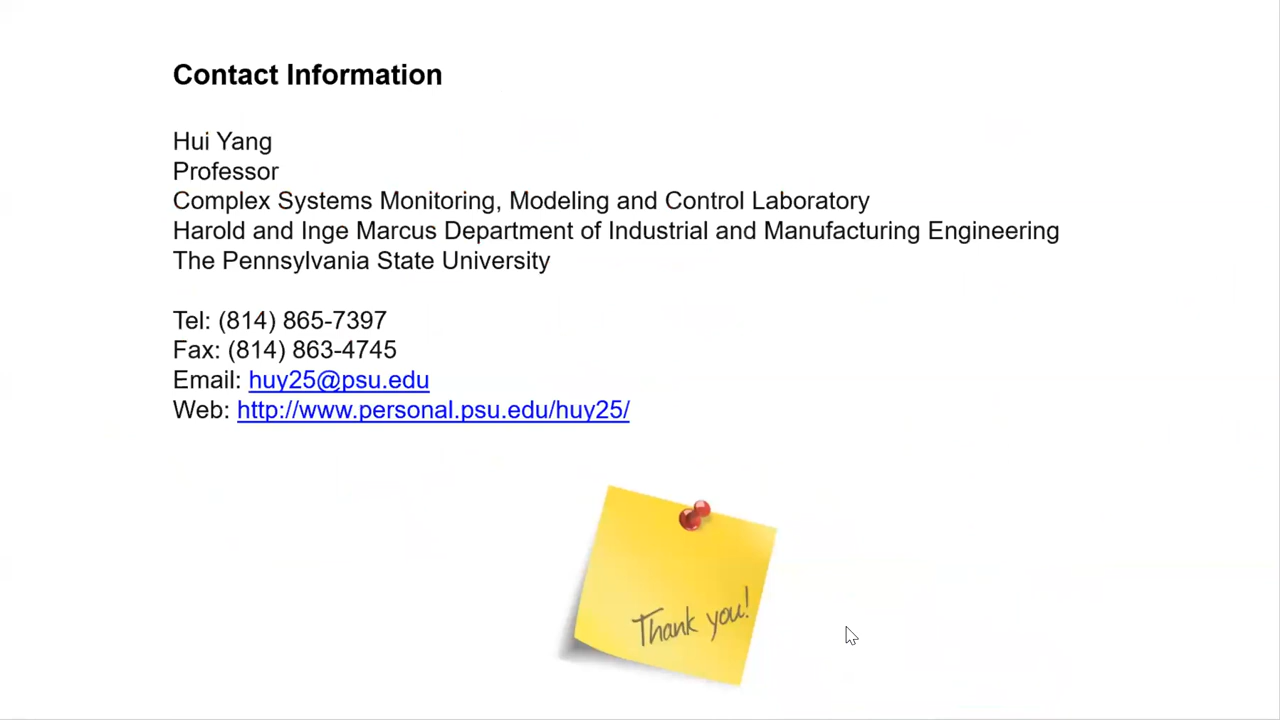 Contact Information
Hui Yang
Professor
Complex Systems Monitoring, Modeling and Control Laboratory
Harold and Inge Marcus Department of Industrial and Manufacturing Engineering
The Pennsylvania State University
Tel: (814) 865-7397
Fax: (814) 863-4745
Email: huy25@psu.edu
Web: http://www.personal.psu.edu/huy25/
Thank you!